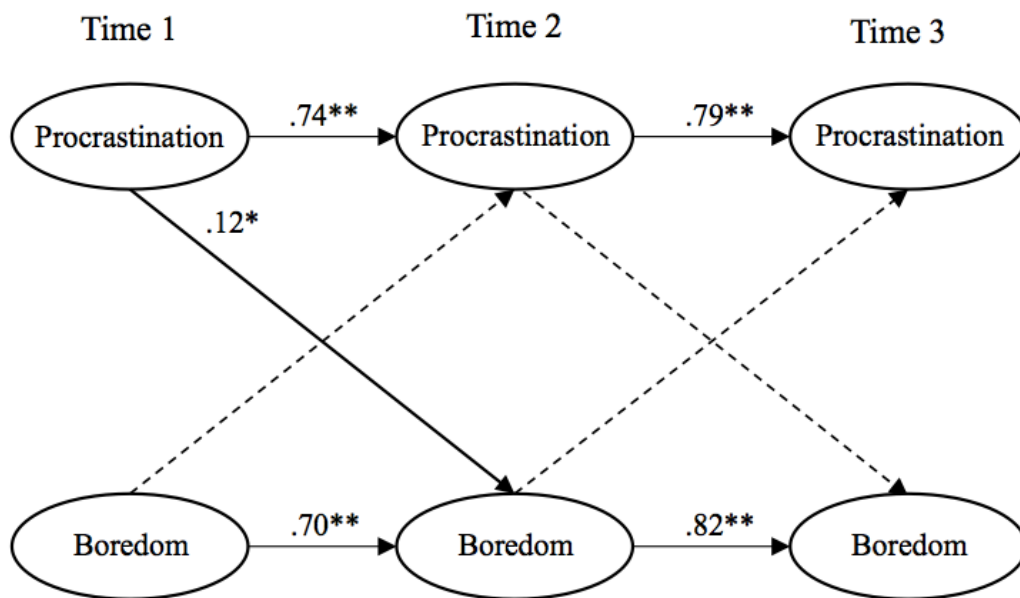 Time 1
Time 2
Time 3
Procrastination
.74**
Procrastination
.79**
Procrastination
.12*
Boredom
.70**
Boredom
.82**
Boredom